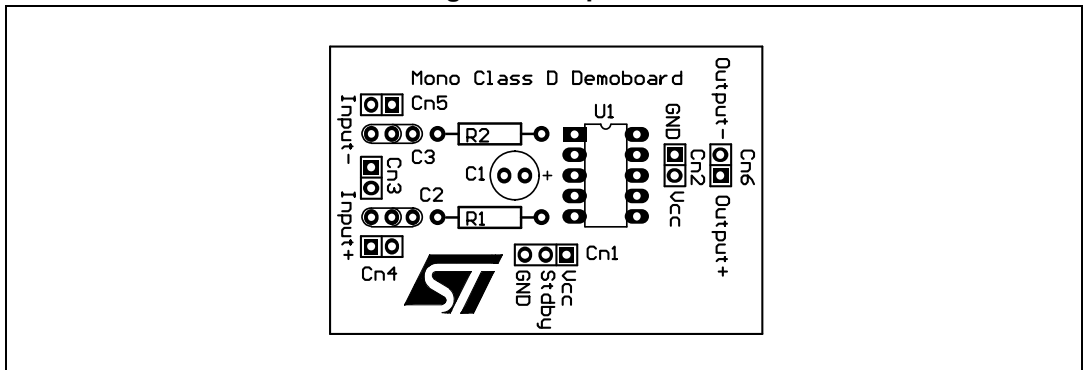 Mono Class D Demoboard
Output-
Input-
Cn5
U1
GND
R2
C3
Cn3
C1
+
Cn2
Cn6
C2
Input+
R1
Vcc
Output+
Cn4
ST
Cn1
GND
Stdby
Vcc